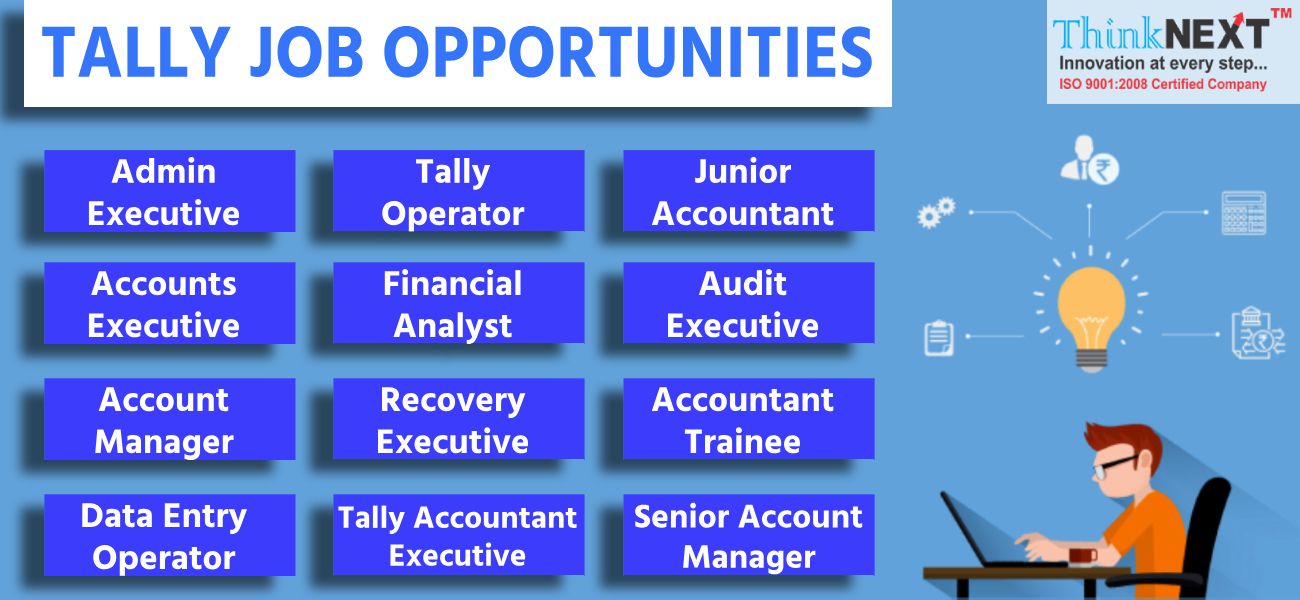 TALLY JOB OPPORTUNITIES
ThinkNEXT™
Innovation at every step...
ISO 9001:2008 Certified Company
Admin
Executive
Tally
Operator
Junior
Accountant
Accounts
Executive
Financial
Analyst
Audit
Executive
Account
Manager
Recovery
Executive
Accountant
Trainee
Data Entry
Operator
Tally Accountant
Executive
Senior Account
Manager
₹
₹